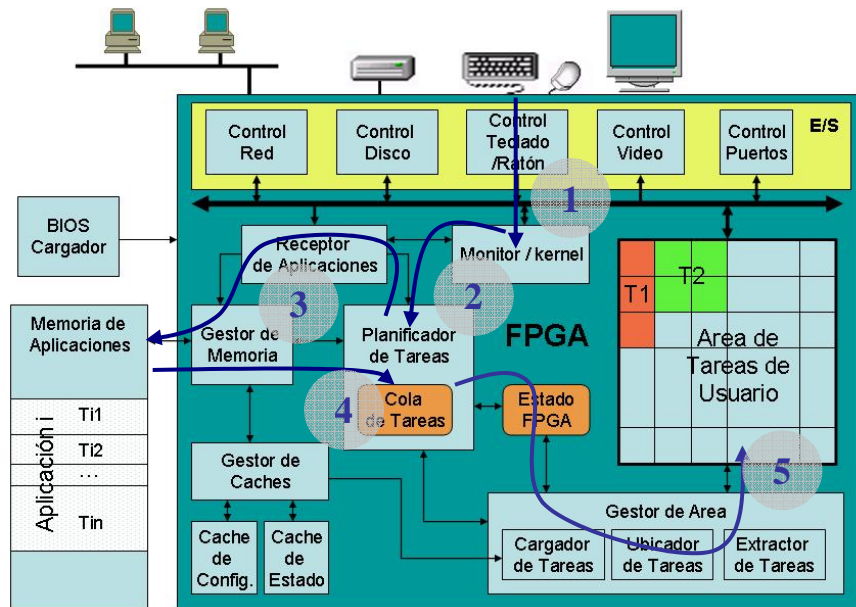 E/S
Control
Red
Control
Disco
Control
Teclado
/Ratón
Control
Video
Control
Puertos
1
BIOS
Cargador
Receptor
de Aplicaciones
Monitor / kernel
2
3
T1
T2
Area de
Tareas de
Usuario
Memoria de
Aplicaciones
Gestor de
Memoria
Planificador
de Tareas
FPGA
4
Cola
de Tareas
Estado
FPGA
5
Aplicación i
Ti1
Ti2
...
Tin
Gestor de
Caches
Cache
de
Config.
Cache
de
Estado
Gestor de Area
Cargador
de Tareas
Ubicador
de Tareas
Extractor
de Tareas